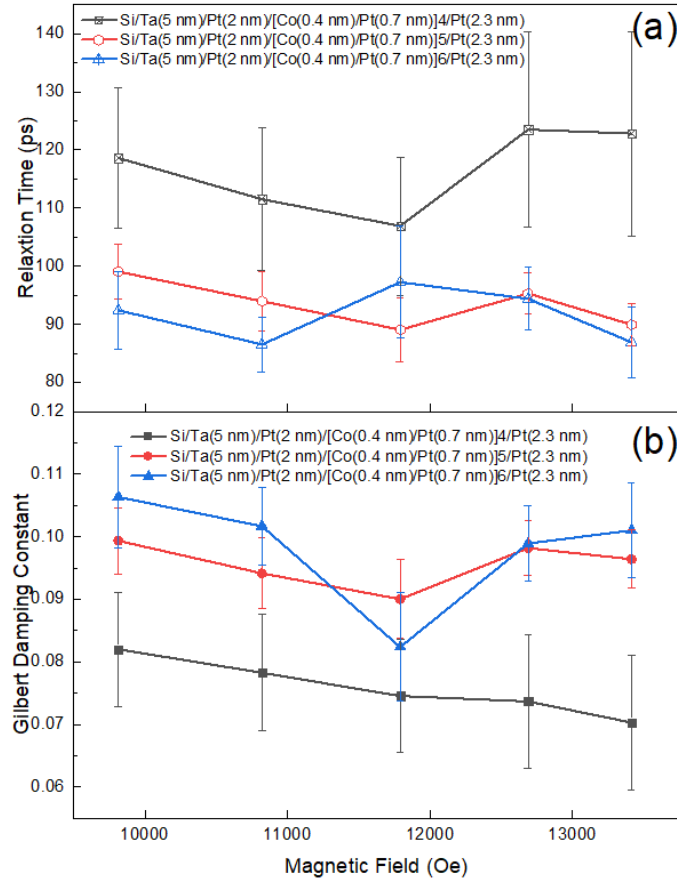 140
130
120
110
100
90
80
Relaxtion Time (ps)
Si/Ta(5 nm)/Pt(2 nm)/[Co(0.4 nm)/Pt(0.7 nm)]4/Pt(2.3 nm)
Si/Ta(5 nm)/Pt(2 nm)/[Co(0.4 nm)/Pt(0.7 nm)]5/Pt(2.3 nm)
Si/Ta(5 nm)/Pt(2 nm)/[Co(0.4 nm)/Pt(0.7 nm)]6/Pt(2.3 nm)
(a)
0.12
0.11
0.10
0.09
0.08
0.07
0.06
Gilbert Damping Constant
Si/Ta(5 nm)/Pt(2 nm)/[Co(0.4 nm)/Pt(0.7 nm)]4/Pt(2.3 nm)
Si/Ta(5 nm)/Pt(2 nm)/[Co(0.4 nm)/Pt(0.7 nm)]5/Pt(2.3 nm)
Si/Ta(5 nm)/Pt(2 nm)/[Co(0.4 nm)/Pt(0.7 nm)]6/Pt(2.3 nm)
(b)
10000 11000 12000 13000
Magnetic Field (Oe)